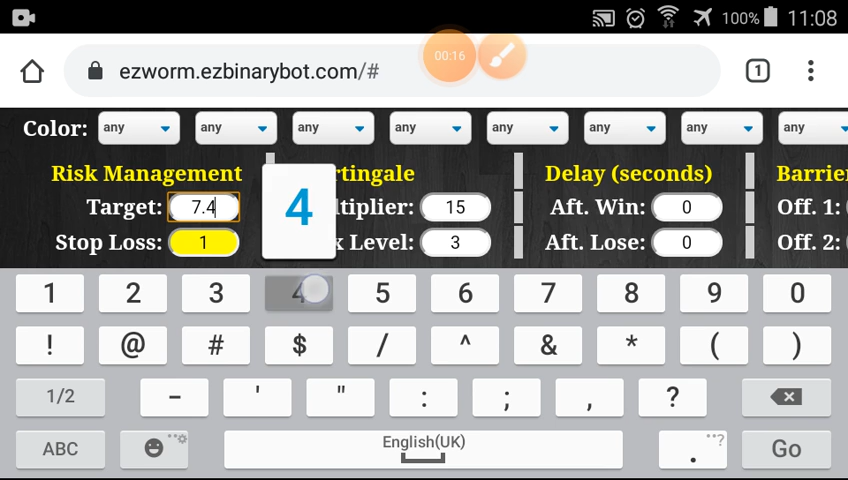 100% 11:08
ezworm.ezbinarybot.com/#
1
00:16
Color: any any any any any any any any
Risk Management rtingale Delay (seconds) Barrier
Target: 7.4 ltiplier: 15 Aft. Win: 0 Off. 1:
Stop Loss: 1 x Level: 3 Aft. Lose: 0 Off. 2:
4
1 2 3 4 5 6 7 8 9 0
! @ # $ / ^ & * ( )
1/2 - ' " : ; , ?
ABC English(UK) . ..? Go